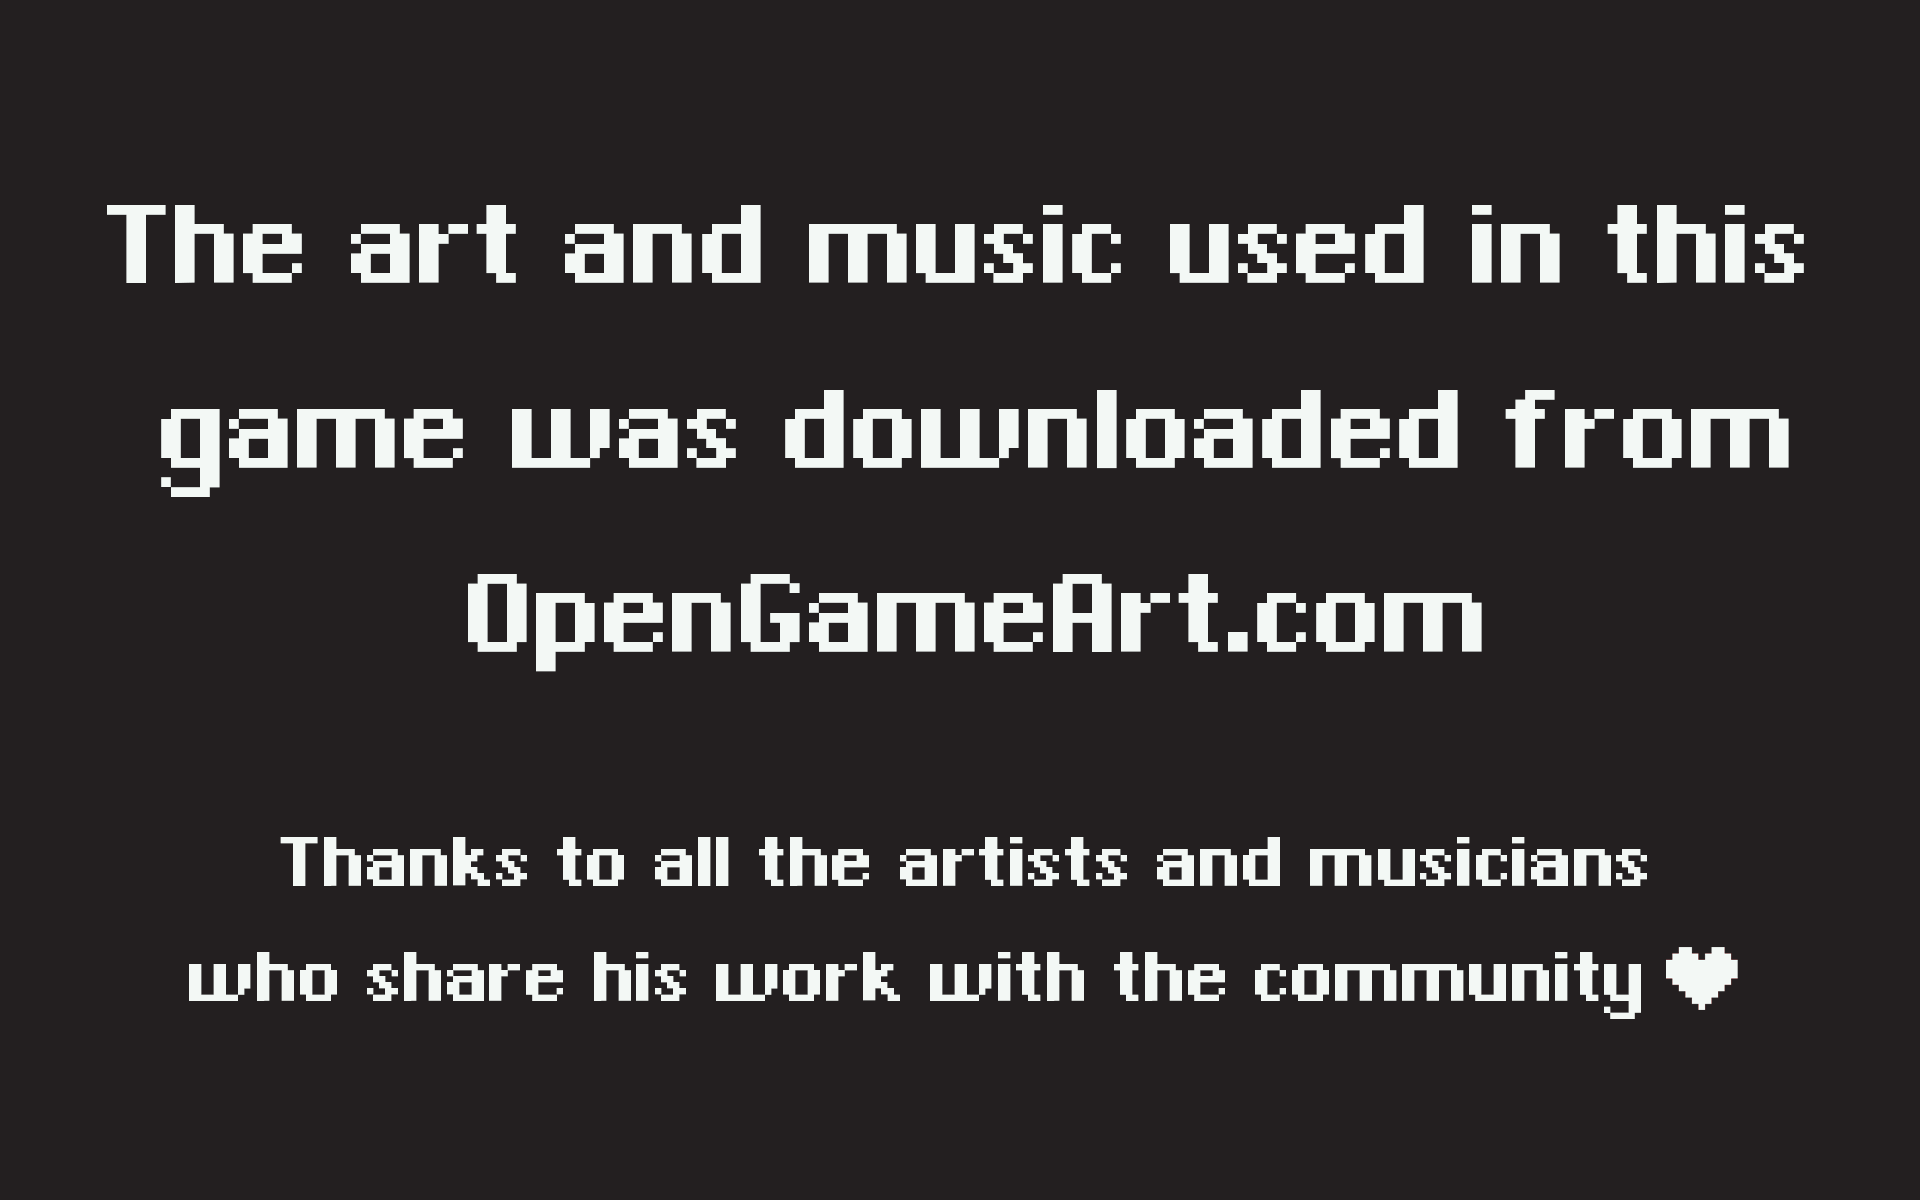 The art and music used in this
game was downloaded from
OpenGameArt.com
Thanks to all the artists and musicians
who share his work with the community ♥